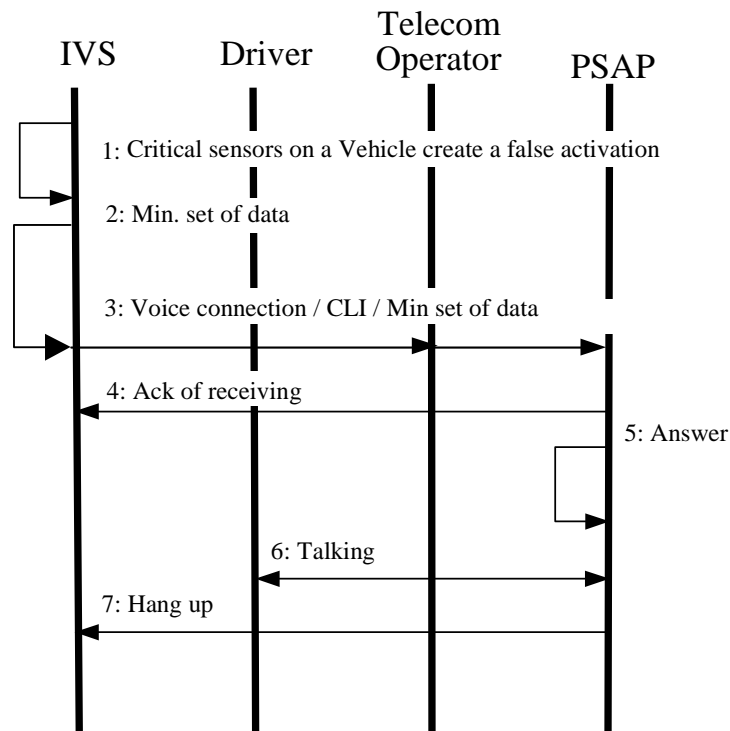 IVS
Driver
Telecom
Operator
PSAP
1: Critical sensors on a Vehicle create a false activation
2: Min. set of data
3: Voice connection / CLI / Min set of data
4: Ack of receiving
5: Answer
6: Talking
7: Hang up